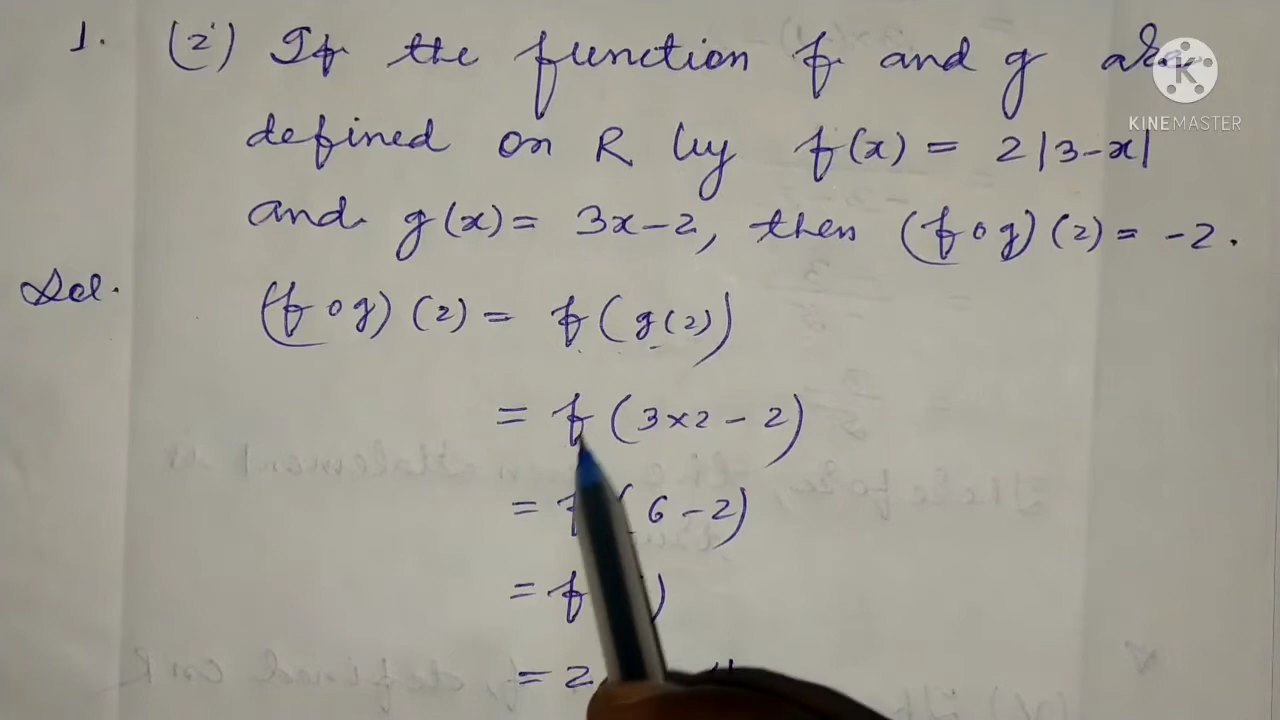 1. (2) If the function f and g are
KINEMASTER
defined on R by f(x) = 2|3-x|
and g(x) = 3x-2, then (fog)(2) = -2.
Sol. (fog)(2) = f(g(2))
= f(3×2-2)
= f(6-2)
= f )
= 2